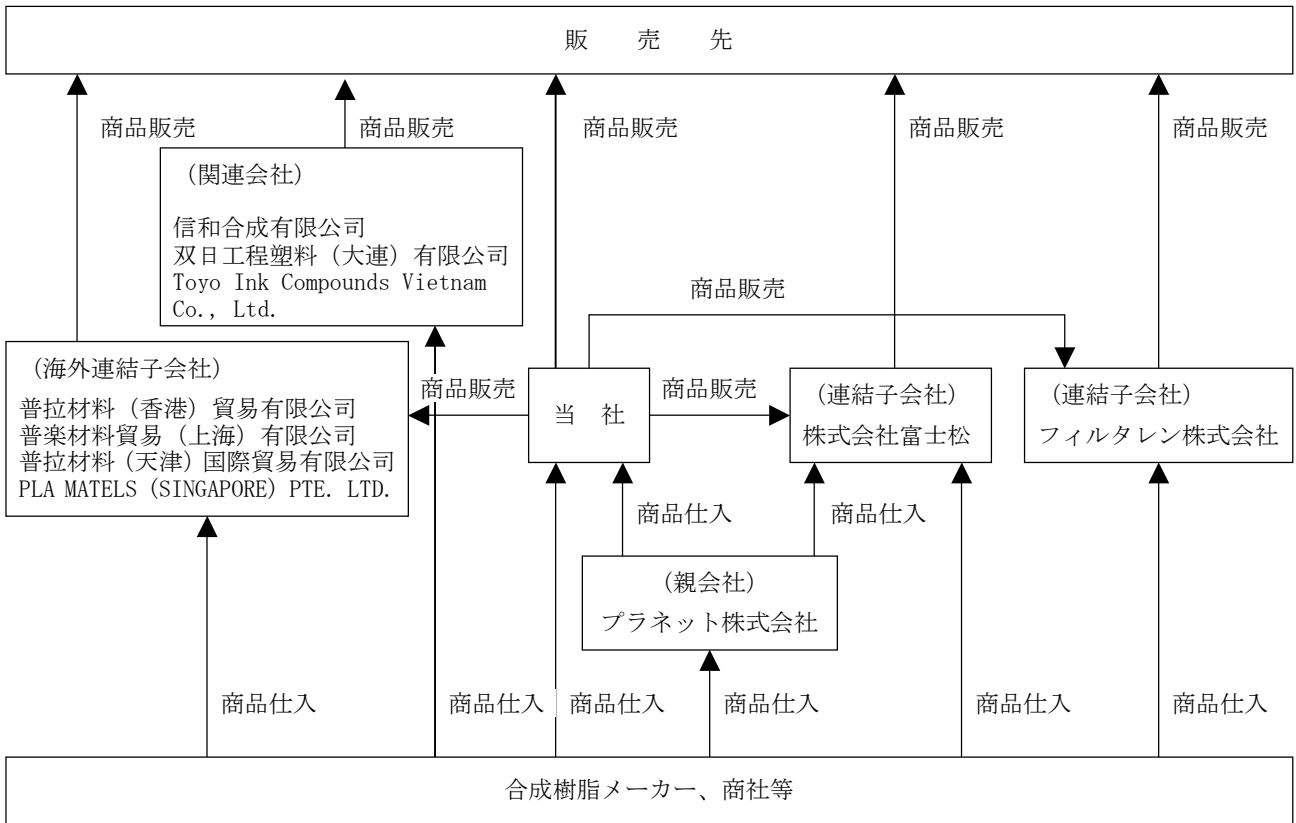 販　売　先
商品販売
商品販売
商品販売
商品販売
商品販売
（関連会社）
信和合成有限公司
双日工程塑料（大連）有限公司
Toyo Ink Compounds Vietnam
Co., Ltd.
商品販売
（海外連結子会社）
普拉材料（香港）貿易有限公司
普楽材料貿易（上海）有限公司
普拉材料（天津）国際貿易有限公司
PLA MATELS (SINGAPORE) PTE. LTD.
商品販売
当　社
商品販売
（連結子会社）
株式会社富士松
（連結子会社）
フィルタレン株式会社
商品仕入
商品仕入
（親会社）
プラネット株式会社
商品仕入
商品仕入
商品仕入
商品仕入
商品仕入
商品仕入
合成樹脂メーカー、商社等